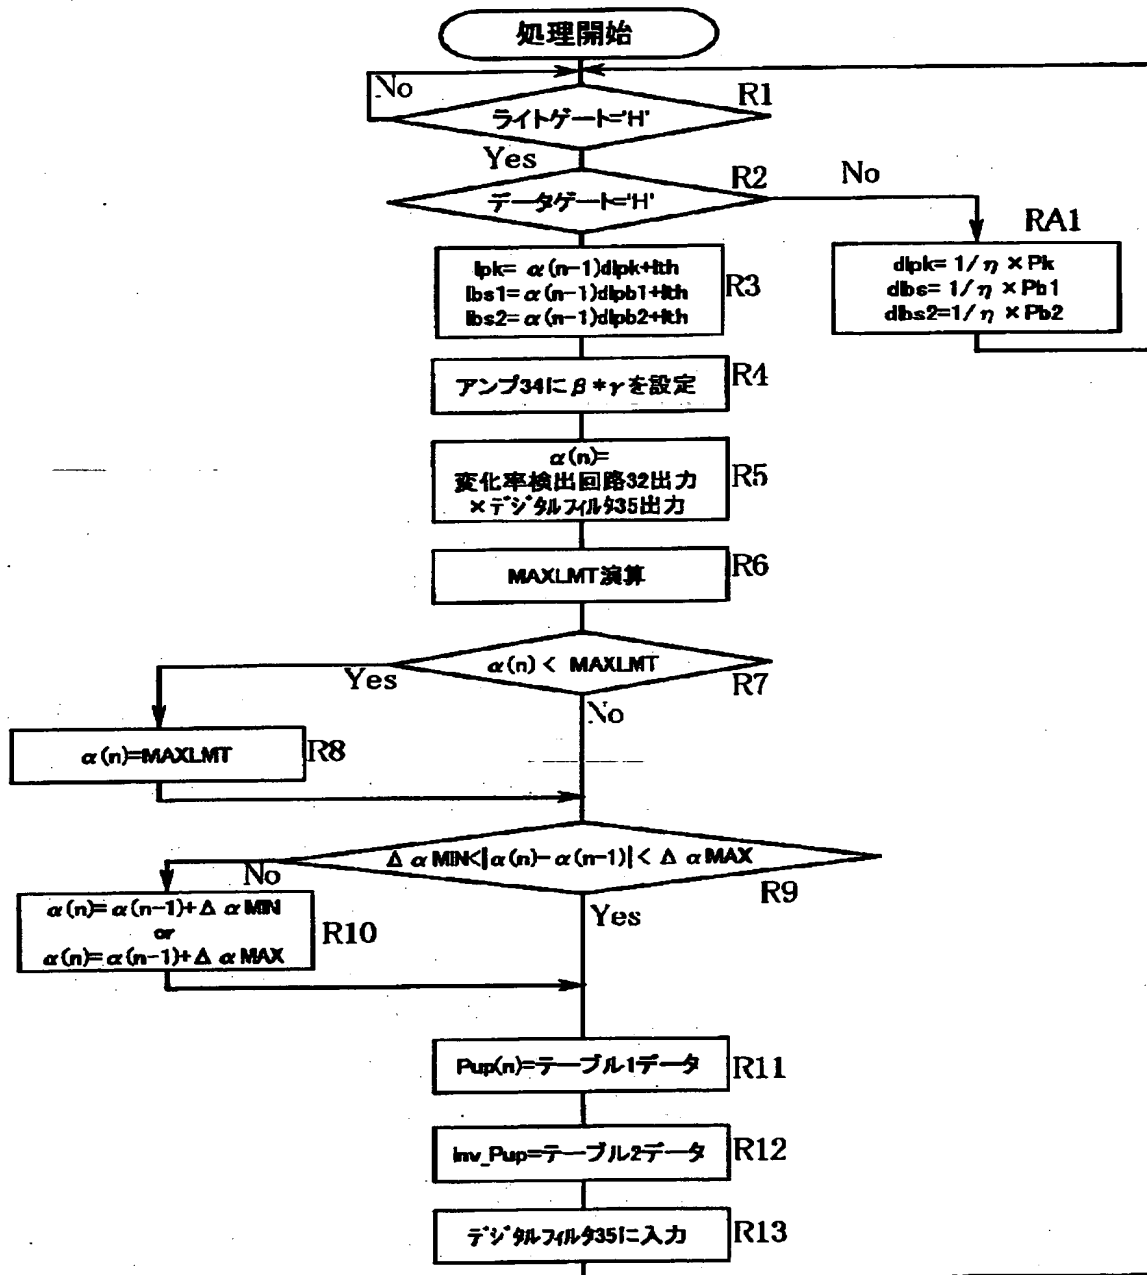 処理開始
No
R1
ライトゲート='H'
Yes
R2
No
データゲート='H'
RA1
Ipk= α(n-1)dIpk+Ith
Ibs1=α(n-1)dIpb1+Ith
Ibs2=α(n-1)dIpb2+Ith
R3
dIpk= 1/η × Pk
dIbs= 1/η × Pb1
dIbs2=1/η × Pb2
アンプ34にβ*γを設定
R4
α(n)=
変化率検出回路32出力
×デジタルフィルタ35出力
R5
MAXLMT演算
R6
α(n) < MAXLMT
Yes
R7
No
α(n)=MAXLMT
R8
Δ α MIN<|α(n)- α(n-1)| < Δ α MAX
No
R9
Yes
α(n)= α(n-1)+Δ α MIN
or
α(n)= α(n-1)+Δ α MAX
R10
Pup(n)=テーブル1データ
R11
Inv_Pup=テーブル2データ
R12
デジタルフィルタ35に入力
R13